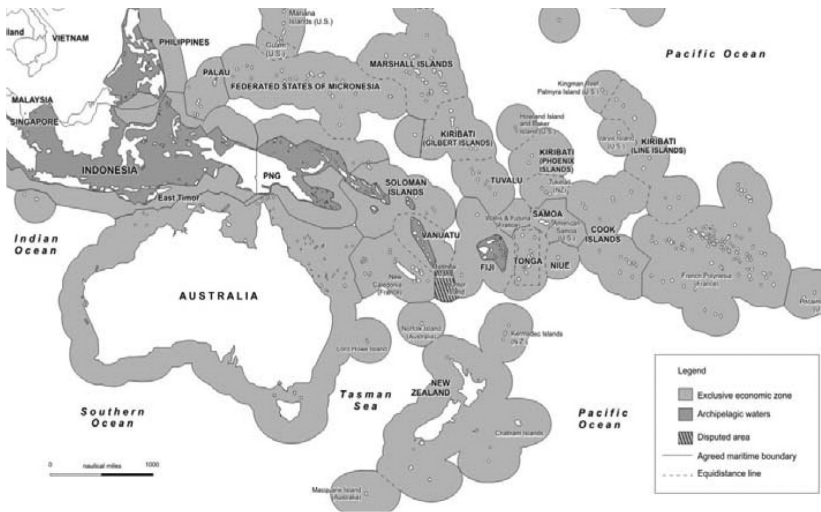 Mariana
Islands (U.S.)
ailand
VIETNAM
PHILIPPINES
Guam
(U.S.)
Pacific Ocean
PALAU
MARSHALL ISLANDS
FEDERATED STATES OF MICRONESIA
Kingman Reef
Palmyra Island (U.S.)
MALAYSIA
SINGAPORE
Howland Island
and Baker
Island (U.S.)
Jarvis Island
(U.S.)
KIRIBATI
(GILBERT ISLANDS)
KIRIBATI
(LINE ISLANDS)
KIRIBATI
(PHOENIX
ISLANDS)
INDONESIA
PNG
TUVALU
Tokelau
(NZ)
SOLOMAN
ISLANDS
East Timor
Wallis & Futuna
(France)
SAMOA
American
Samoa
(U.S.)
COOK
ISLANDS
Indian
Ocean
VANUATU
FIJI
TONGA
NIUE
New
Caledonia
(France)
French Polynesia
(France)
AUSTRALIA
Norfolk Island
(Australia)
Kermadec Islands
(N.Z.)
Lord Howe Island
Tasman
Sea
NEW
ZEALAND
Southern
Ocean
Pacific
Ocean
Chatham Islands
0 nautical miles 1000
Macquarie Island
(Australia)
Legend
Exclusive economic zone
Archipelagic waters
Disputed area
Agreed maritime boundary
Equidistance line